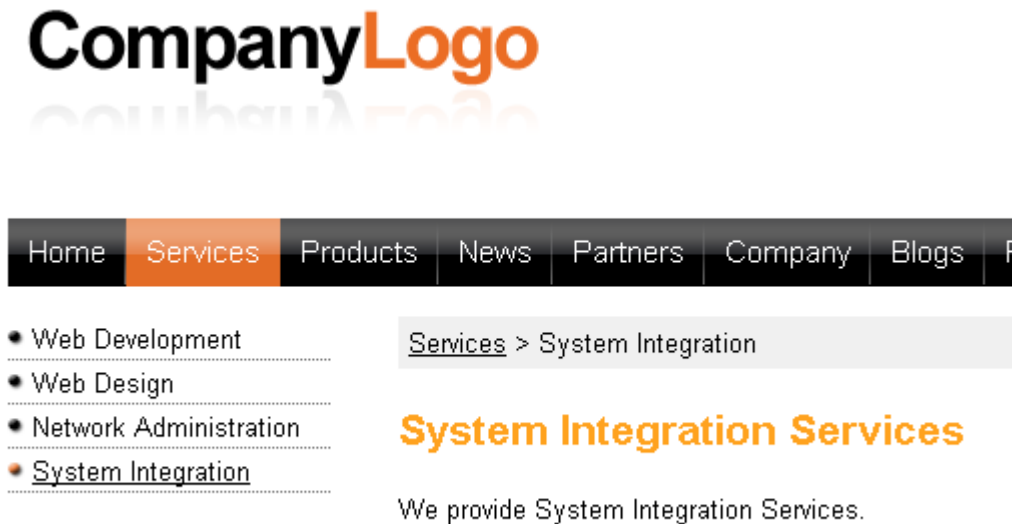 CompanyLogo
Home Services Products News Partners Company Blogs
Web Development
Web Design
Network Administration
System Integration
Services > System Integration
System Integration Services
We provide System Integration Services.